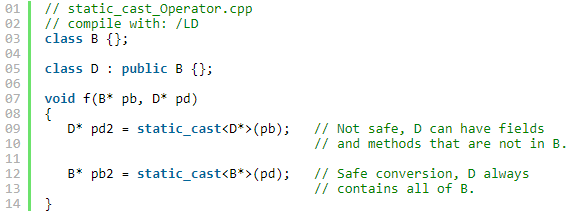 01 // static_cast_Operator.cpp
02 // compile with: /LD
03 class B {};
04
05 class D : public B {};
06
07 void f(B* pb, D* pd)
08 {
09    D* pd2 = static_cast<D*>(pb);   // Not safe, D can have fields
10                                    // and methods that are not in B.
11
12    B* pb2 = static_cast<B*>(pd);   // Safe conversion, D always
13                                    // contains all of B.
14 }